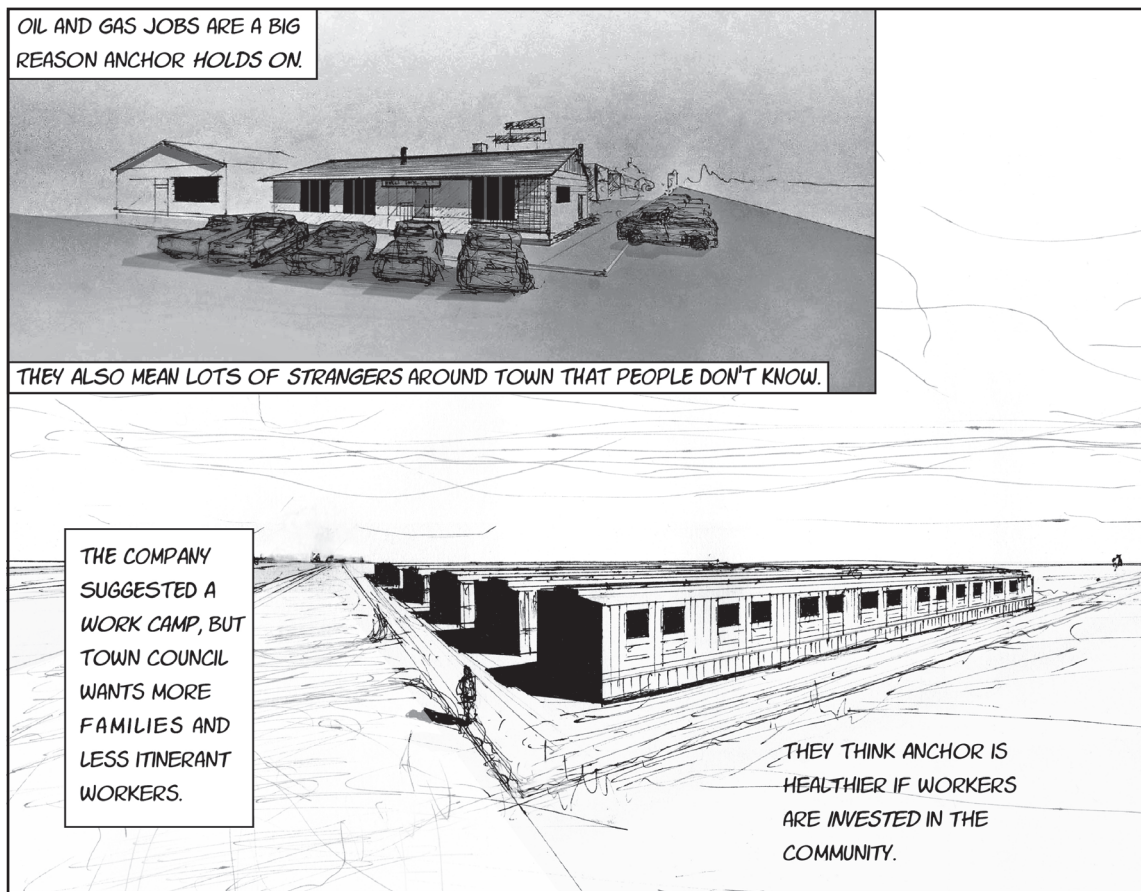 OIL AND GAS JOBS ARE A BIG
REASON ANCHOR HOLDS ON.
THEY ALSO MEAN LOTS OF STRANGERS AROUND TOWN THAT PEOPLE DON'T KNOW.
THE COMPANY
SUGGESTED A
WORK CAMP, BUT
TOWN COUNCIL
WANTS MORE
FAMILIES AND
LESS ITINERANT
WORKERS.
THEY THINK ANCHOR IS
HEALTHIER IF WORKERS
ARE INVESTED IN THE
COMMUNITY.